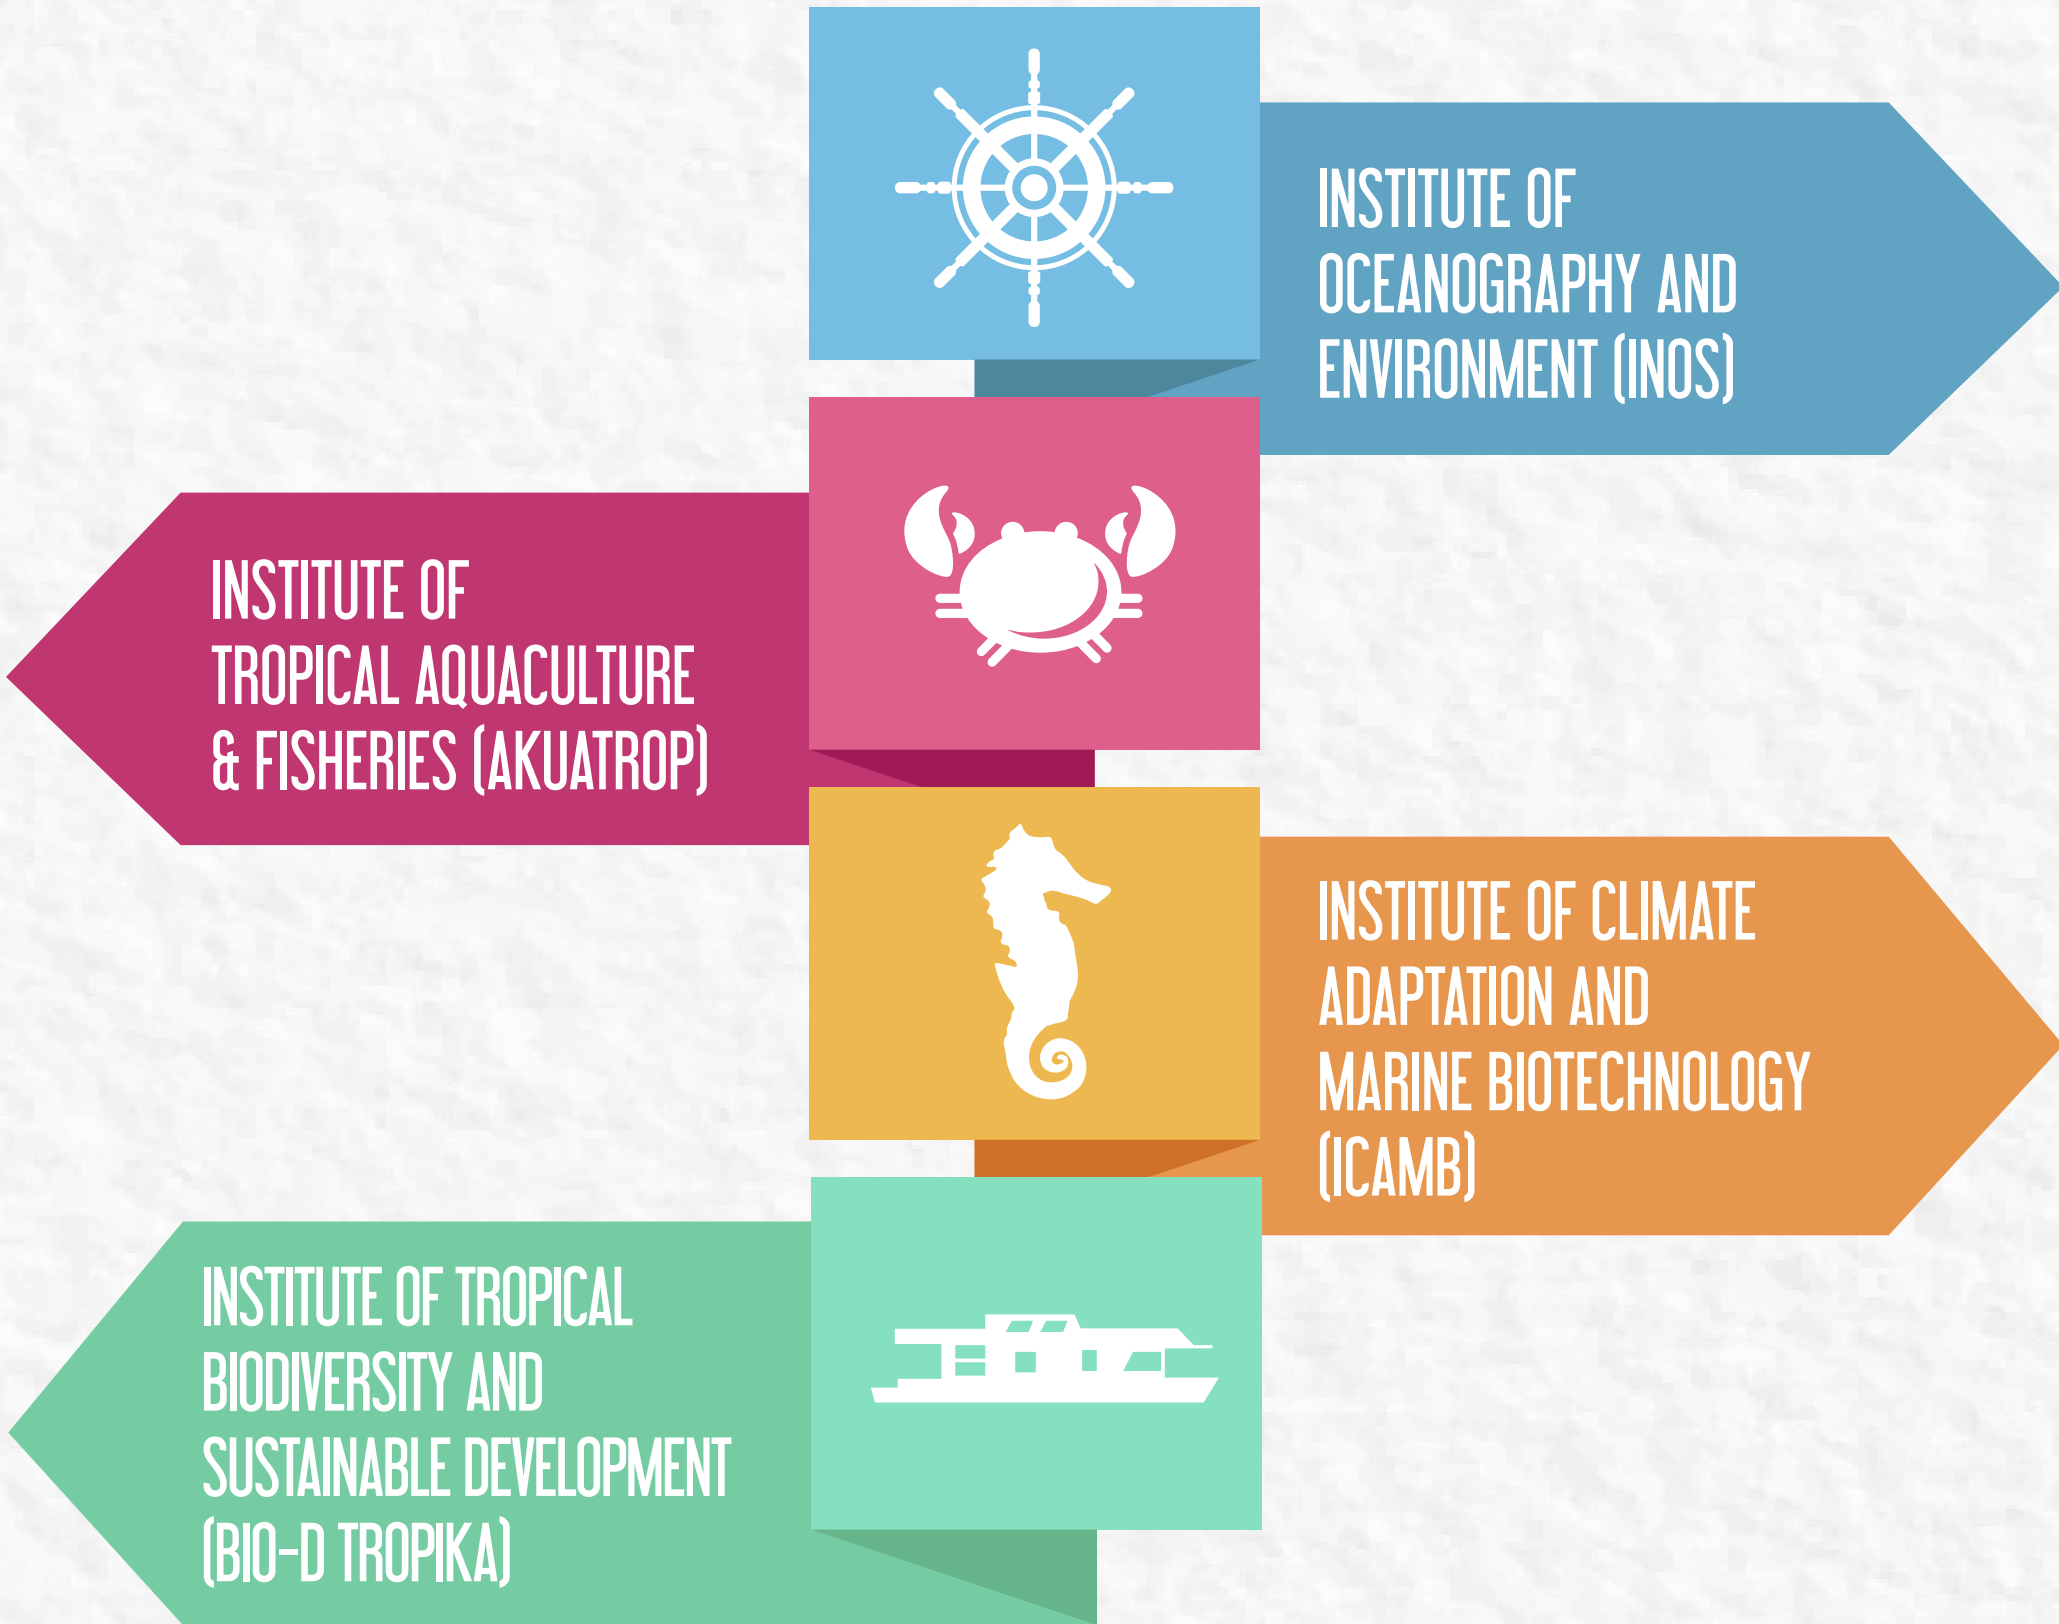 INSTITUTE OF
OCEANOGRAPHY AND
ENVIRONMENT (INOS)
INSTITUTE OF
TROPICAL AQUACULTURE
& FISHERIES (AKUATROP)
INSTITUTE OF CLIMATE
ADAPTATION AND
MARINE BIOTECHNOLOGY
(ICAMB)
INSTITUTE OF TROPICAL
BIODIVERSITY AND
SUSTAINABLE DEVELOPMENT
(BIO-D TROPIKA)